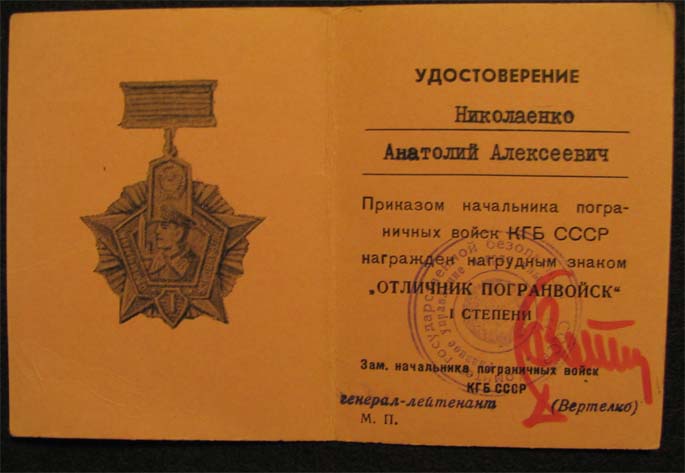 УДОСТОВЕРЕНИЕ
Николаенко
Анатолий Алексеевич
Приказом начальника погра-
ничных войск КГБ СССР
награжден нагрудным знаком
„ОТЛИЧНИК ПОГРАНВОЙСК“
I СТЕПЕНИ
Зам. начальника пограничных войск
КГБ СССР
генерал-лейтенант (Вертелко)
М. П.